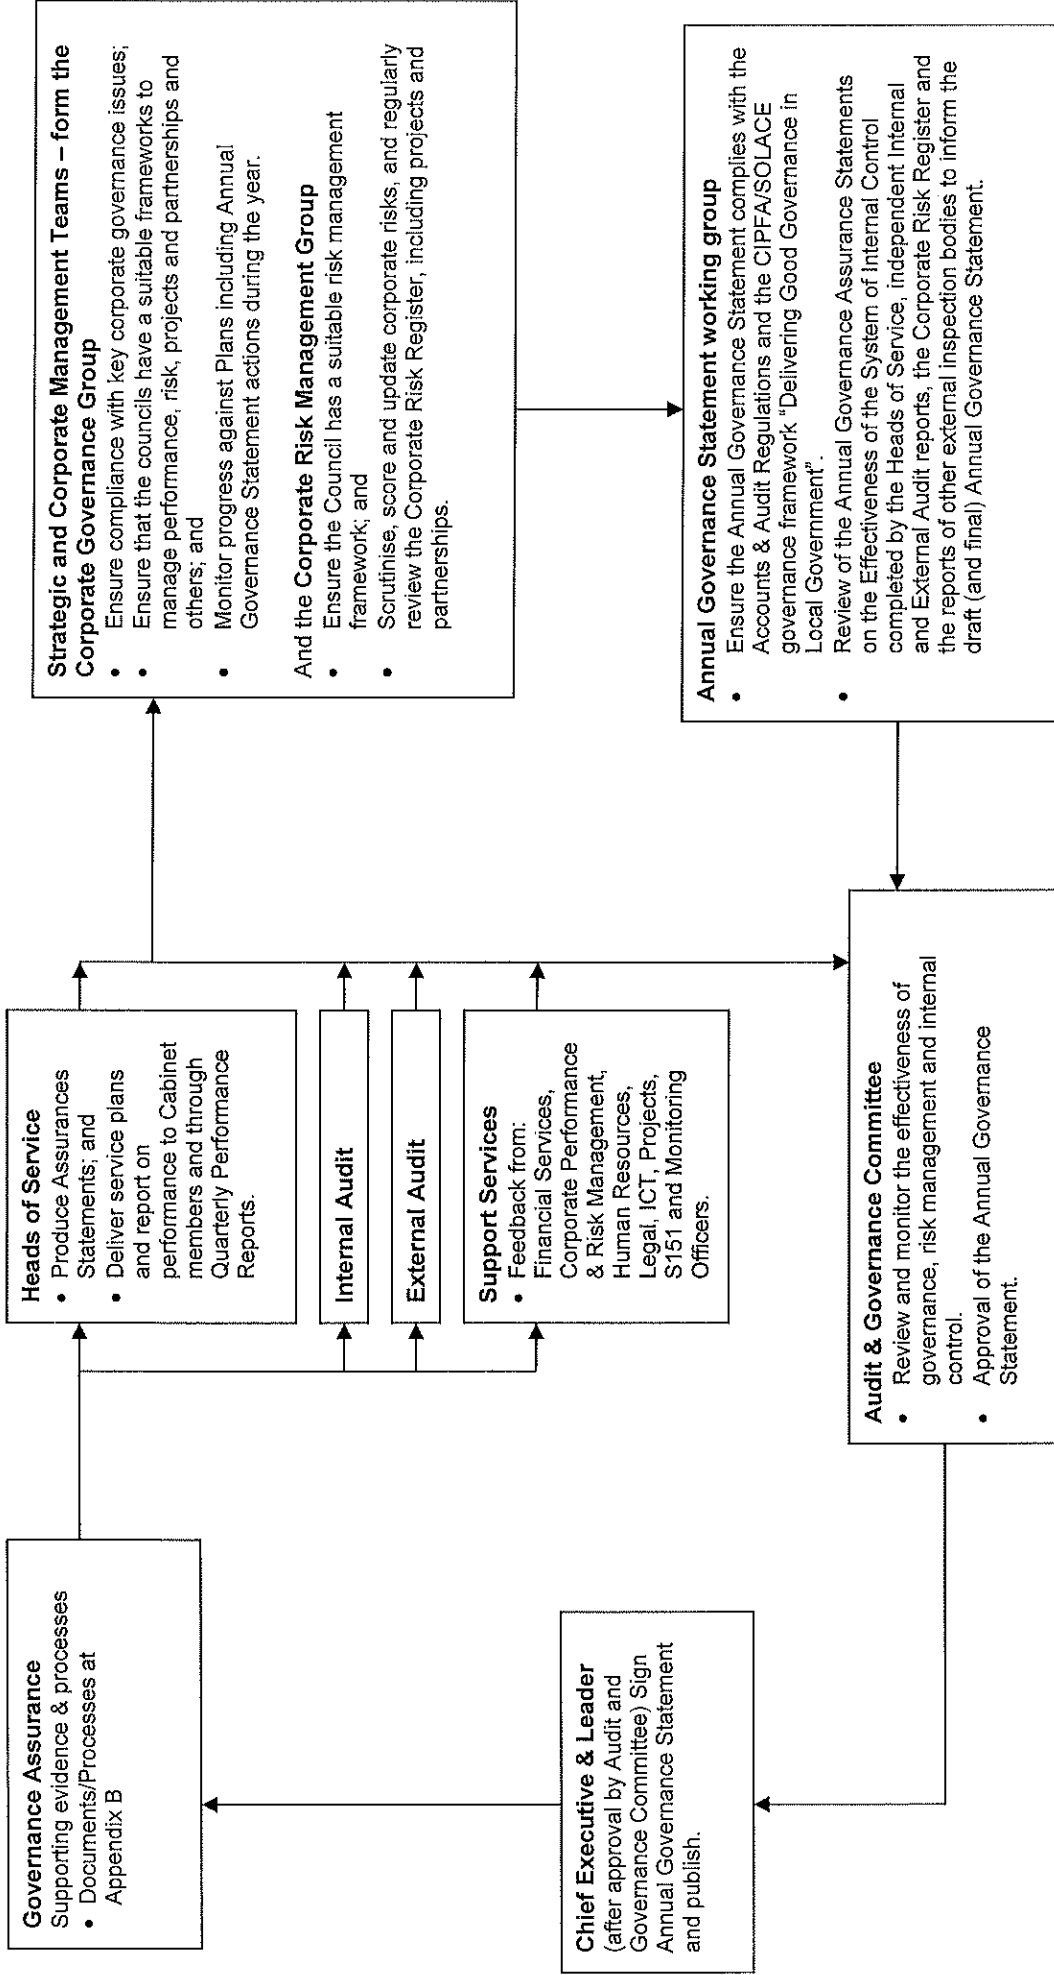 Governance Assurance
Supporting evidence & processes
• Documents/Processes at
Appendix B
Heads of Service
• Produce Assurances
Statements; and
• Deliver service plans
and report on
performance to Cabinet
members and through
Quarterly Performance
Reports.
Internal Audit
External Audit
Support Services
• Feedback from:
Financial Services,
Corporate Performance
& Risk Management,
Human Resources,
Legal, ICT, Projects,
S151 and Monitoring
Officers.
Strategic and Corporate Management Teams – form the
Corporate Governance Group
• Ensure compliance with key corporate governance issues;
• Ensure that the councils have a suitable frameworks to
manage performance, risk, projects and partnerships and
others; and
• Monitor progress against Plans including Annual
Governance Statement actions during the year.
And the Corporate Risk Management Group
• Ensure the Council has a suitable risk management
framework; and
• Scrutinise, score and update corporate risks, and regularly
review the Corporate Risk Register, including projects and
partnerships.
Annual Governance Statement working group
• Ensure the Annual Governance Statement complies with the
Accounts & Audit Regulations and the CIPFA/SOLACE
governance framework “Delivering Good Governance in
Local Government”.
• Review of the Annual Governance Assurance Statements
on the Effectiveness of the System of Internal Control
completed by the Heads of Service, independent Internal
and External Audit reports, the Corporate Risk Register and
the reports of other external inspection bodies to inform the
draft (and final) Annual Governance Statement.
Audit & Governance Committee
• Review and monitor the effectiveness of
governance, risk management and internal
control.
• Approval of the Annual Governance
Statement.
Chief Executive & Leader
(after approval by Audit and
Governance Committee) Sign
Annual Governance Statement
and publish.